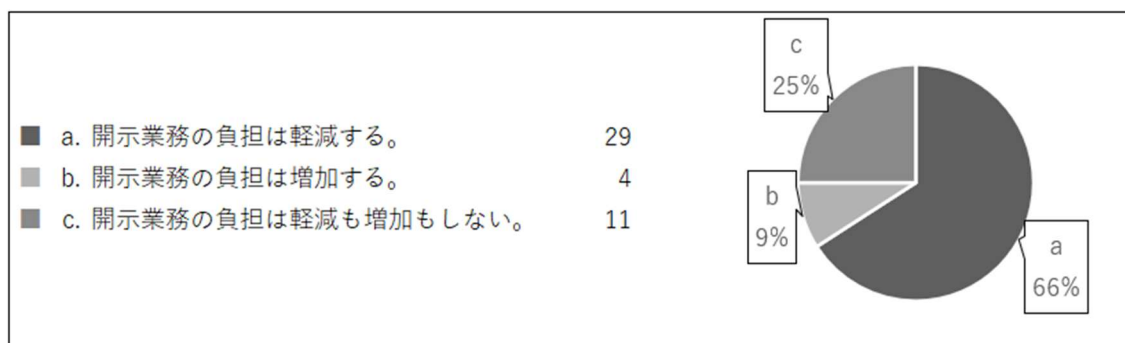 a. 開示業務の負担は軽減する。 29
b. 開示業務の負担は増加する。 4
c. 開示業務の負担は軽減も増加もしない。 11
c
25%
b
9%
a
66%